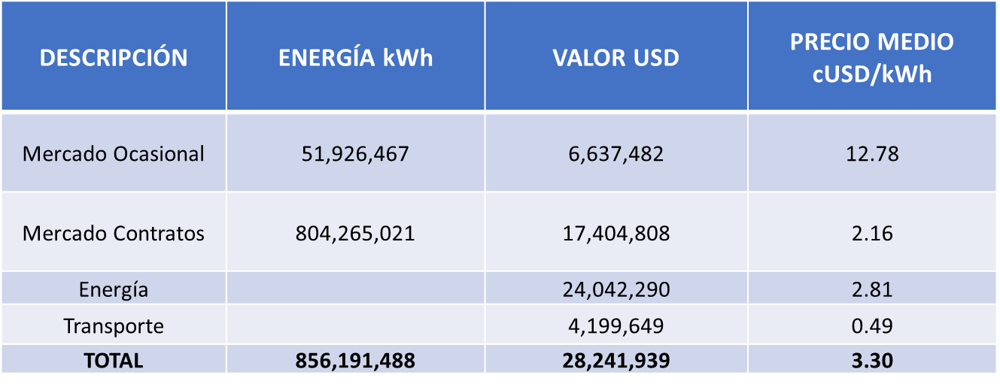 DESCRIPCIÓN ENERGÍA kWh VALOR USD PRECIO MEDIO
cUSD/kWh
Mercado Ocasional 51,926,467 6,637,482 12.78
Mercado Contratos 804,265,021 17,404,808 2.16
Energía 24,042,290 2.81
Transporte 4,199,649 0.49
TOTAL 856,191,488 28,241,939 3.30